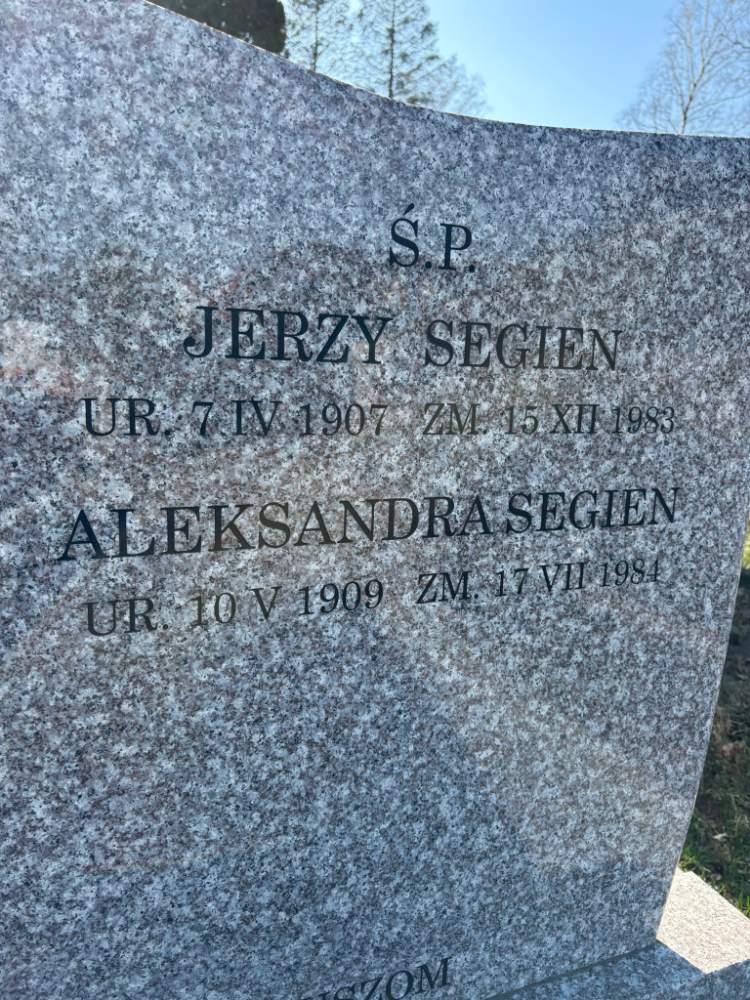 Ś.P.
JERZY SEGIEN
UR. 7 IV 1907 ZM. 15 XII 1983
ALEKSANDRA SEGIEN
UR. 10 V 1909 ZM. 17 VII 1984